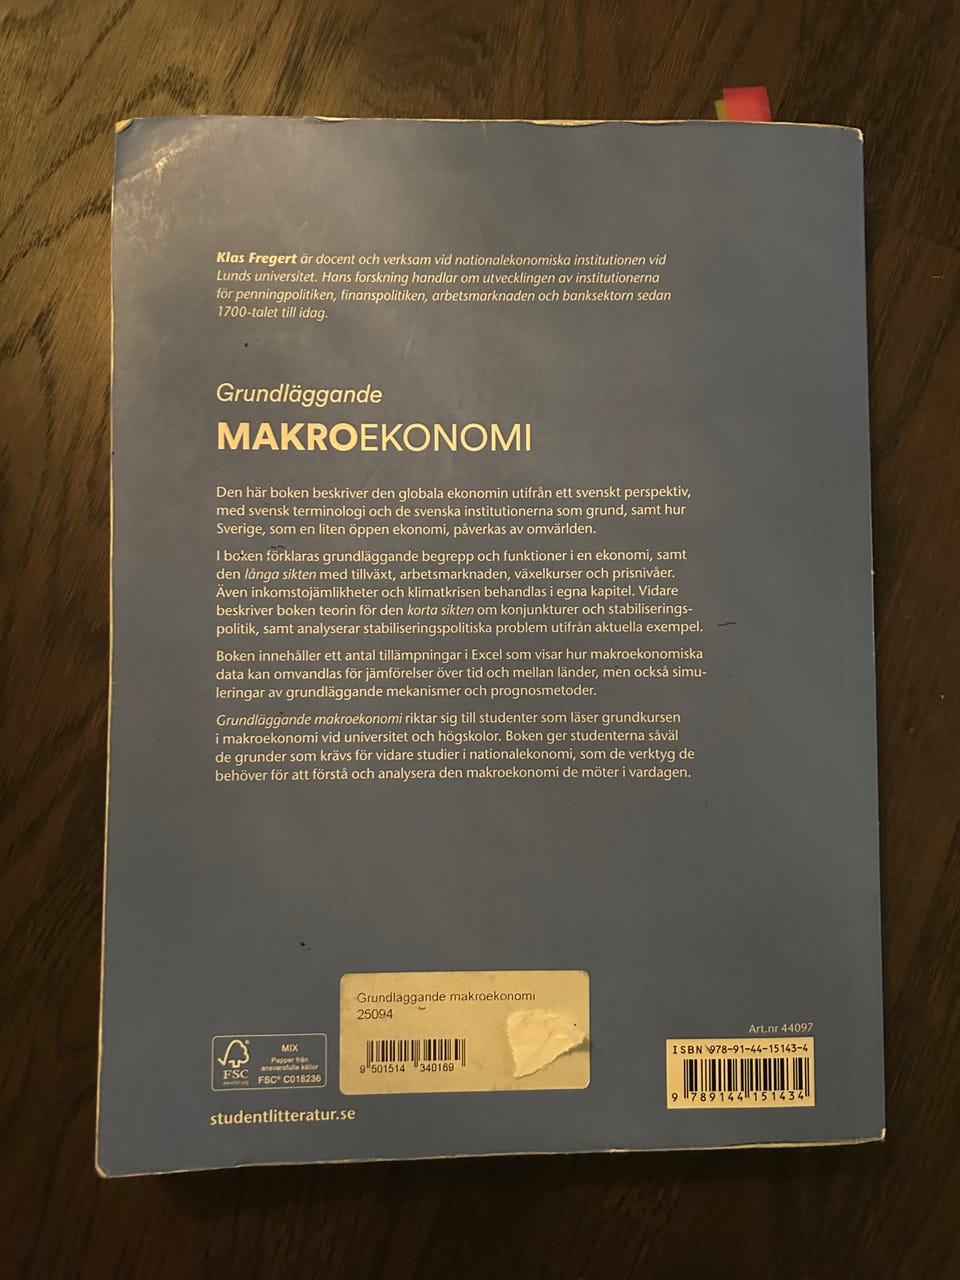 Klas Fregert är docent och verksam vid nationalekonomiska institutionen vid
Lunds universitet. Hans forskning handlar om utvecklingen av institutionerna
för penningpolitiken, finanspolitiken, arbetsmarknaden och banksektorn sedan
1700-talet till idag.
Grundläggande
MAKROEKONOMI
Den här boken beskriver den globala ekonomin utifrån ett svenskt perspektiv,
med svensk terminologi och de svenska institutionerna som grund, samt hur
Sverige, som en liten öppen ekonomi, påverkas av omvärlden.
I boken förklaras grundläggande begrepp och funktioner i en ekonomi, samt
den långa sikten med tillväxt, arbetsmarknaden, växelkurser och prisnivåer.
Även inkomstojämlikheter och klimatkrisen behandlas i egna kapitel. Vidare
beskriver boken teorin för den korta sikten om konjunkturer och stabiliserings-
politik, samt analyserar stabiliseringspolitiska problem utifrån aktuella exempel.
Boken innehåller ett antal tillämpningar i Excel som visar hur makroekonomiska
data kan omvandlas för jämförelser över tid och mellan länder, men också simu-
leringar av grundläggande mekanismer och prognosmetoder.
Grundläggande makroekonomi riktar sig till studenter som läser grundkursen
i makroekonomi vid universitet och högskolor. Boken ger studenterna såväl
de grunder som krävs för vidare studier i nationalekonomi, som de verktyg de
behöver för att förstå och analysera den makroekonomi de möter i vardagen.
Grundläggande makroekonomi
25094
9 501514 340169
FSC
MIX
Papper från
ansvarsfulla källor
FSC® C018236
studentlitteratur.se
Art.nr 44097
ISBN 978-91-44-15143-4
9 789144 151434